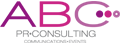 ABC
PR•CONSULTING
COMMUNICATIONS•EVENTS